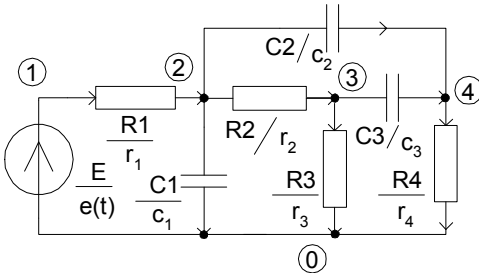 C2/c₂
1
2
3
4
R1
r₁
R2/r₂
C3/c₃
E
e(t)
C1
c₁
R3
r₃
R4
r₄
0